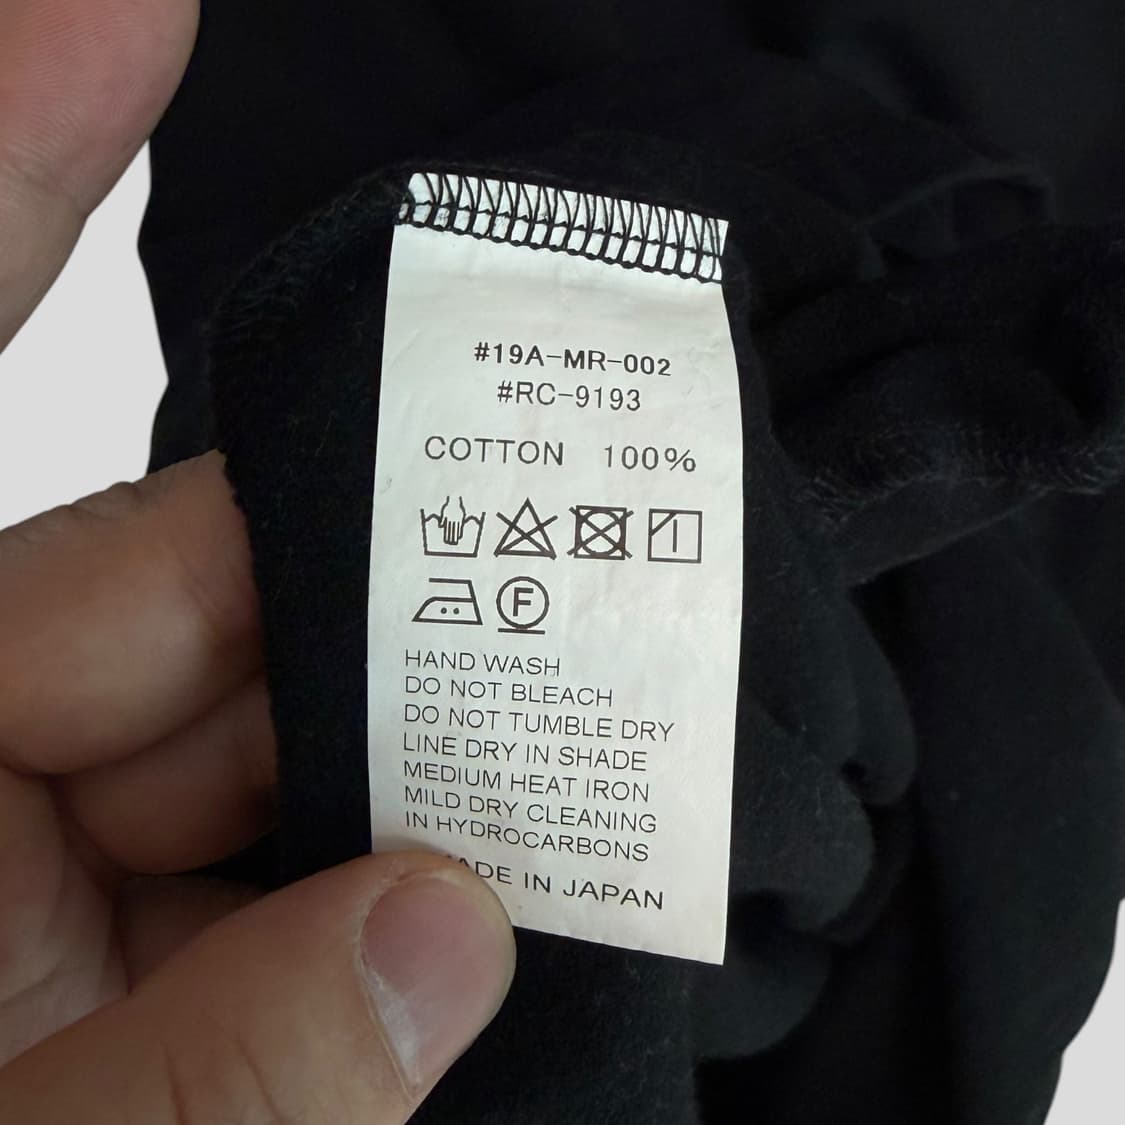 #19A-MR-002
#RC-9193
COTTON 100%
F
HAND WASH
DO NOT BLEACH
DO NOT TUMBLE DRY
LINE DRY IN SHADE
MEDIUM HEAT IRON
MILD DRY CLEANING
IN HYDROCARBONS
MADE IN JAPAN